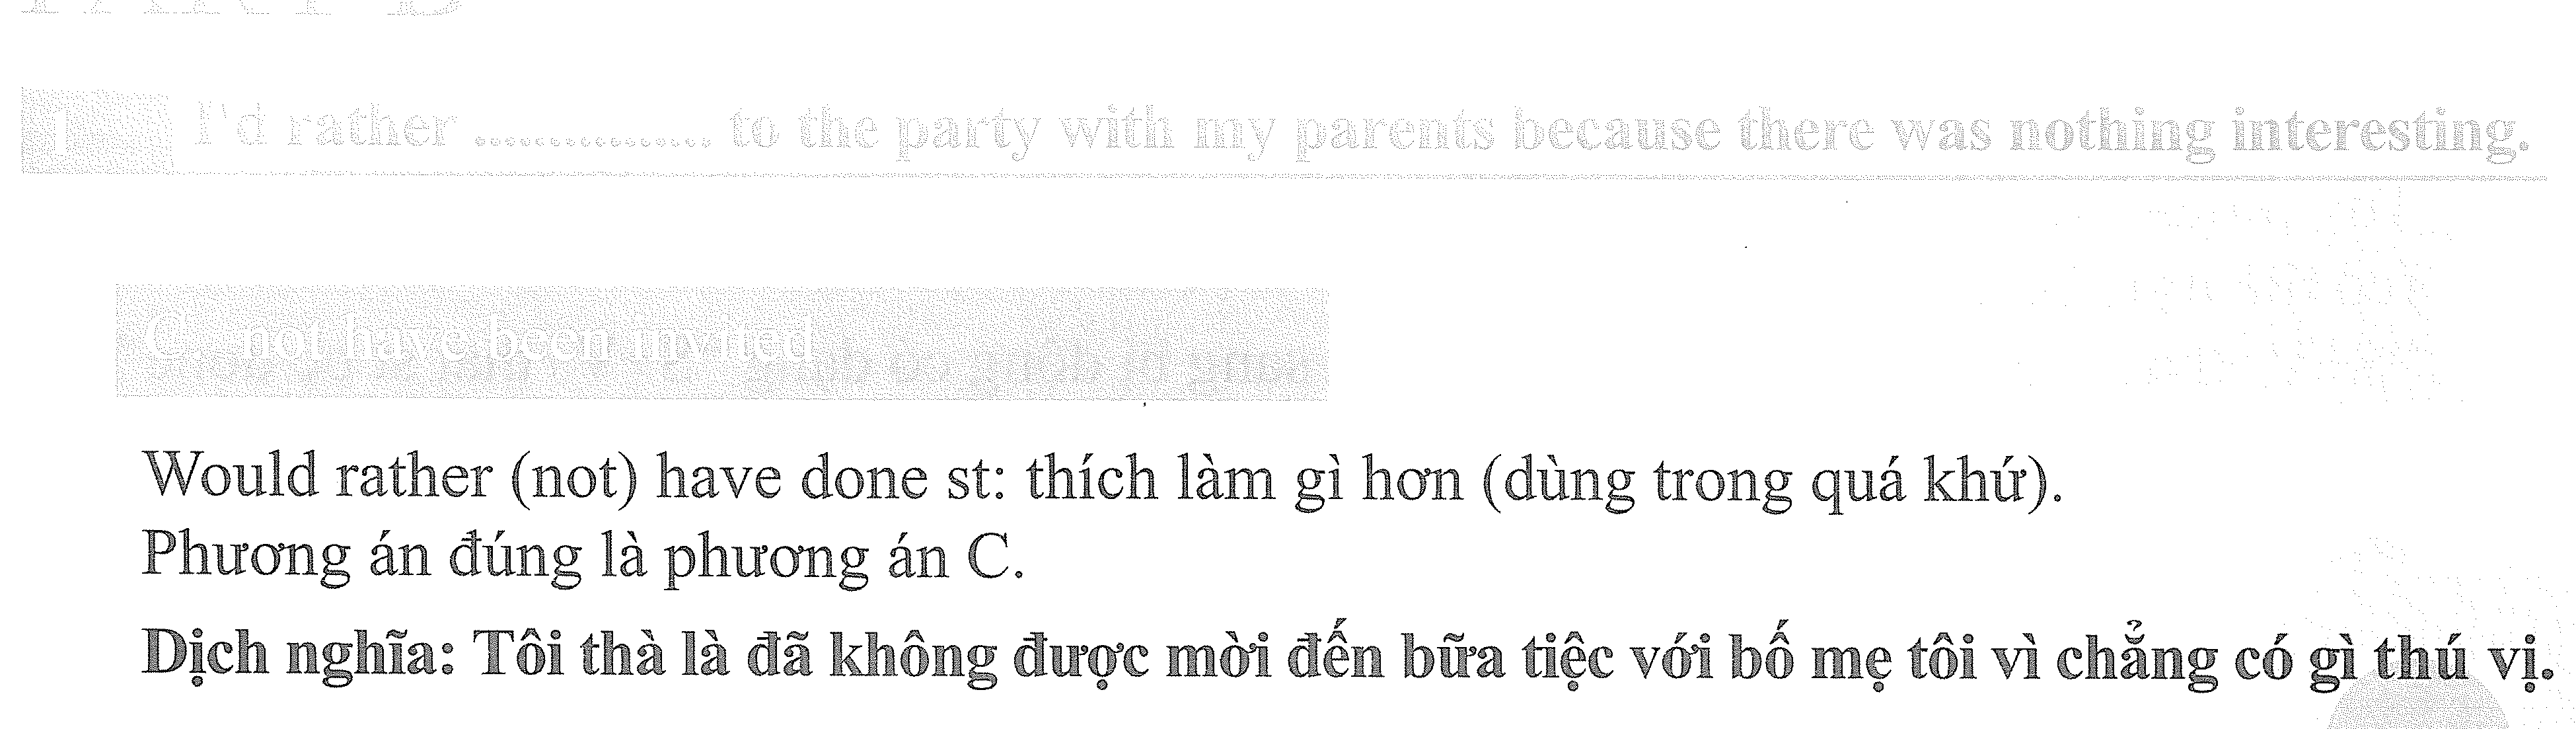 PART B
1 I'd rather ................ to the party with my parents because there was nothing interesting.
C. not have been invited
Would rather (not) have done st: thích làm gì hơn (dùng trong quá khứ).
Phương án đúng là phương án C.
Dịch nghĩa: Tôi thà là đã không được mời đến bữa tiệc với bố mẹ tôi vì chẳng có gì thú vị.